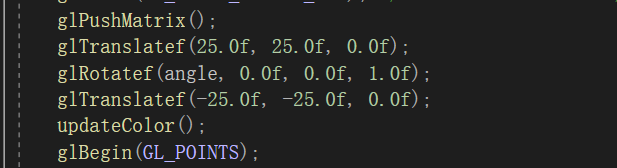 glPushMatrix();
glTranslatef(25.0f, 25.0f, 0.0f);
glRotatef(angle, 0.0f, 0.0f, 1.0f);
glTranslatef(-25.0f, -25.0f, 0.0f);
updateColor();
glBegin(GL_POINTS);